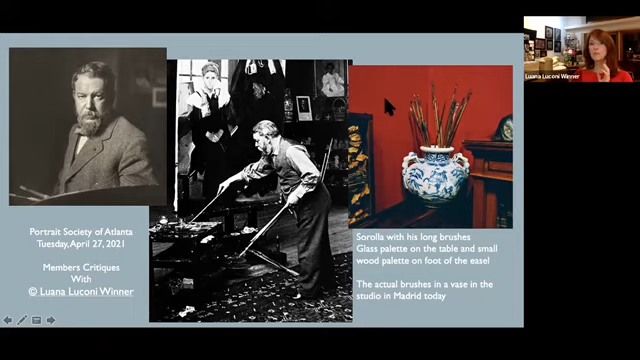 Portrait Society of Atlanta
Tuesday, April 27, 2021
Members Critiques
With
© Luana Luconi Winner
Sorolla with his long brushes
Glass palette on the table and small
wood palette on foot of the easel
The actual brushes in a vase in the
studio in Madrid today
Luana Luconi Winner